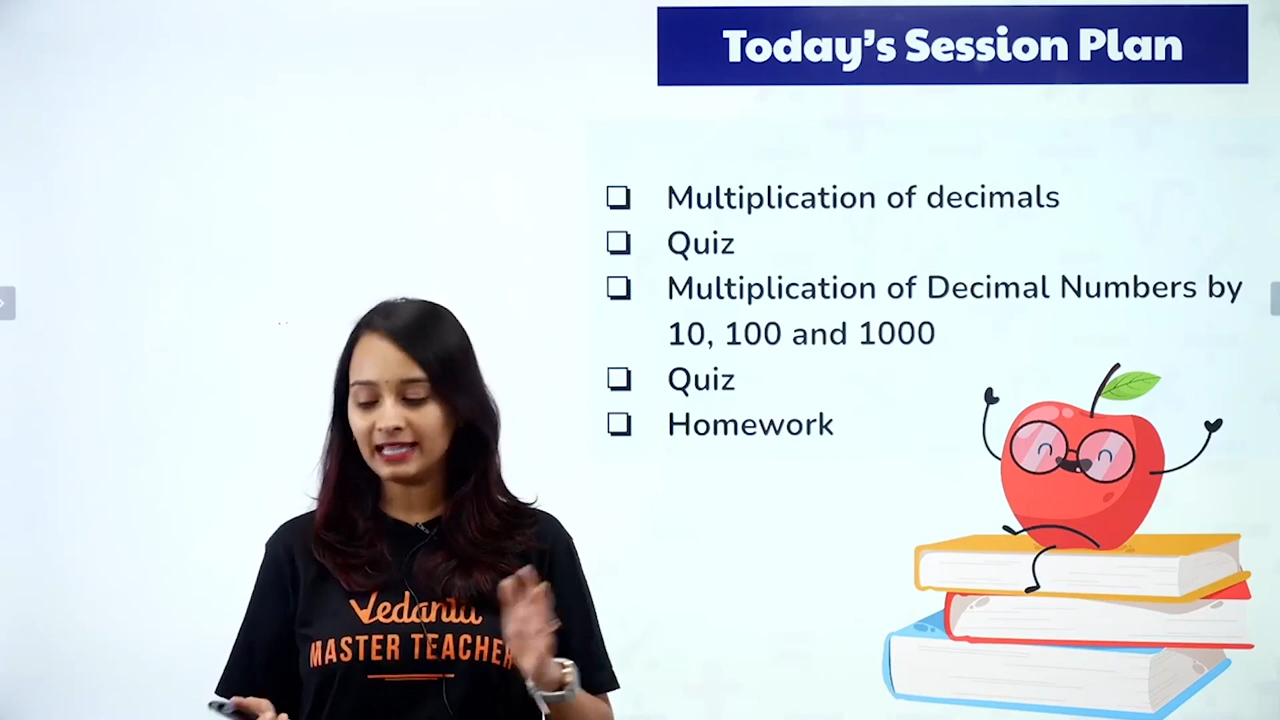 Today's Session Plan
Multiplication of decimals
Quiz
Multiplication of Decimal Numbers by
10, 100 and 1000
Quiz
Homework
Vedantu
MASTER TEACHER